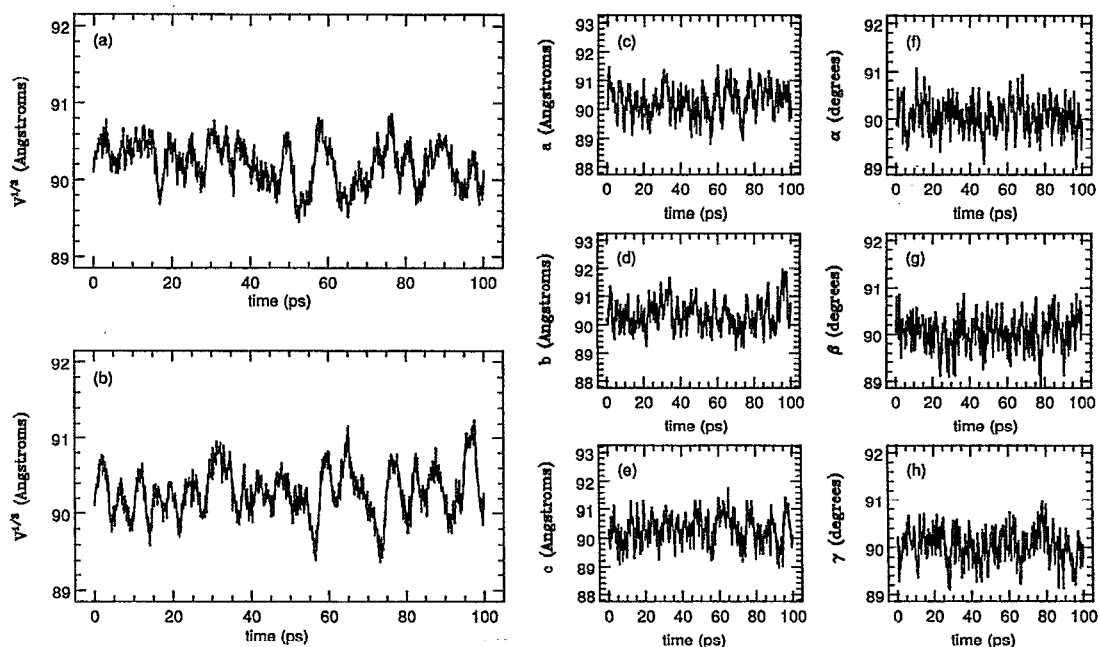 (a)
92
91
90
89
V1/3 (Angstroms)
0 20 40 60 80 100
time (ps)
(b)
92
91
90
89
V1/3 (Angstroms)
0 20 40 60 80 100
time (ps)
(c)
93
92
91
90
89
88
a (Angstroms)
0 20 40 60 80 100
time (ps)
(d)
93
92
91
90
89
88
b (Angstroms)
0 20 40 60 80 100
time (ps)
(e)
93
92
91
90
89
88
c (Angstroms)
0 20 40 60 80 100
time (ps)
(f)
92
91
90
89
α (degrees)
0 20 40 60 80 100
time (ps)
(g)
92
91
90
89
β (degrees)
0 20 40 60 80 100
time (ps)
(h)
92
91
90
89
γ (degrees)
0 20 40 60 80 100
time (ps)